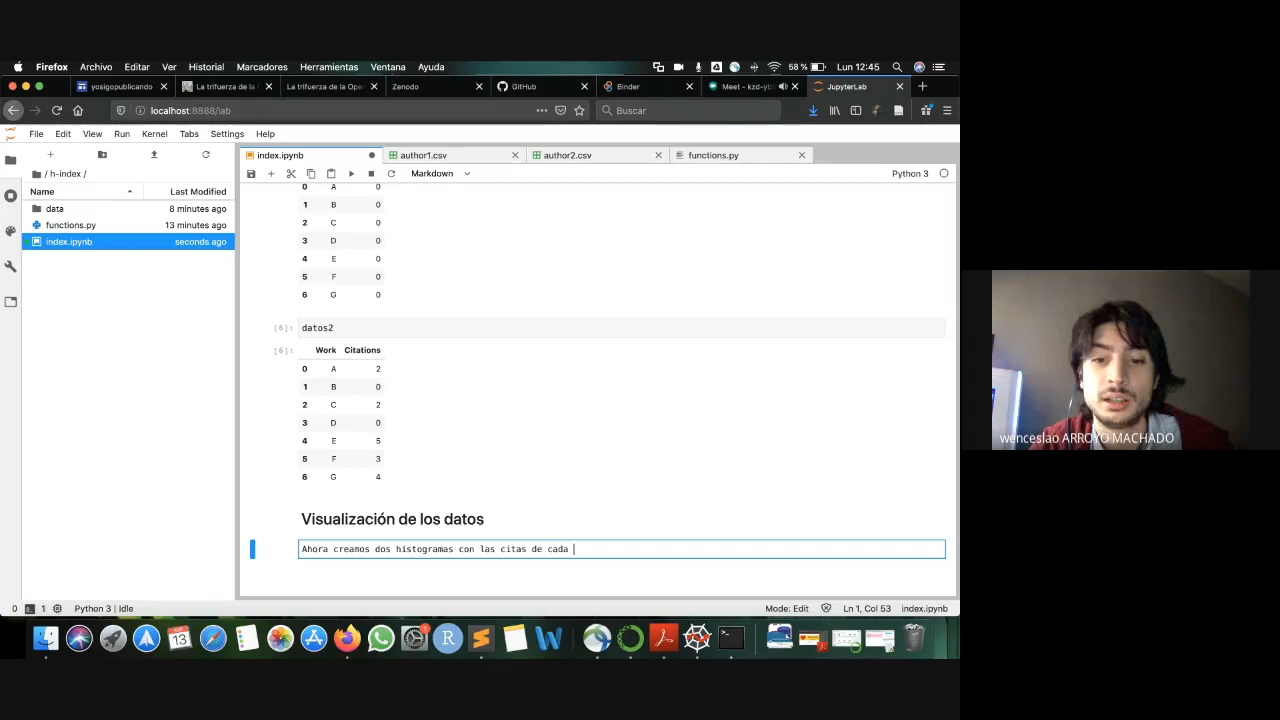 Firefox Archivo Editar Ver Historial Marcadores Ventana Ayuda 58 % Lun 12:45
yosigopublicando La trifuerza de la La trifuerza de la Ope Zenodo GitHub Binder Meet - kzd-yb JupyterLab
localhost:8888/lab Buscar
File Edit View Run Kernel Tabs Settings Help
index.ipynb author1.csv author2.csv functions.py
/ h-index / Markdown Python 3
Name Last Modified
data 8 minutes ago
functions.py 13 minutes ago
index.ipynb seconds ago
0 A 0
1 B 0
2 C 0
3 D 0
4 E 0
5 F 0
6 G 0
[6]: datos2
[6]: Work Citations
0 A 2
1 B 0
2 C 2
3 D 0
4 E 5
5 F 3
6 G 4
Visualización de los datos
Ahora creamos dos histogramas con las citas de cada
0 1 Python 3 | Idle Mode: Edit Ln 1, Col 53 index.ipynb
wenceslao ARROYO MACHADO